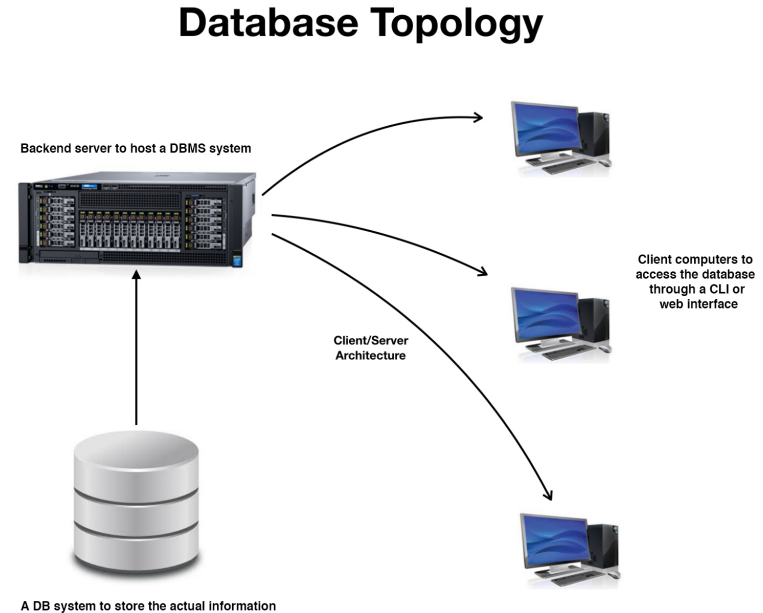 Database Topology
Backend server to host a DBMS system
Client computers to
access the database
through a CLI or
web interface
Client/Server
Architecture
A DB system to store the actual information